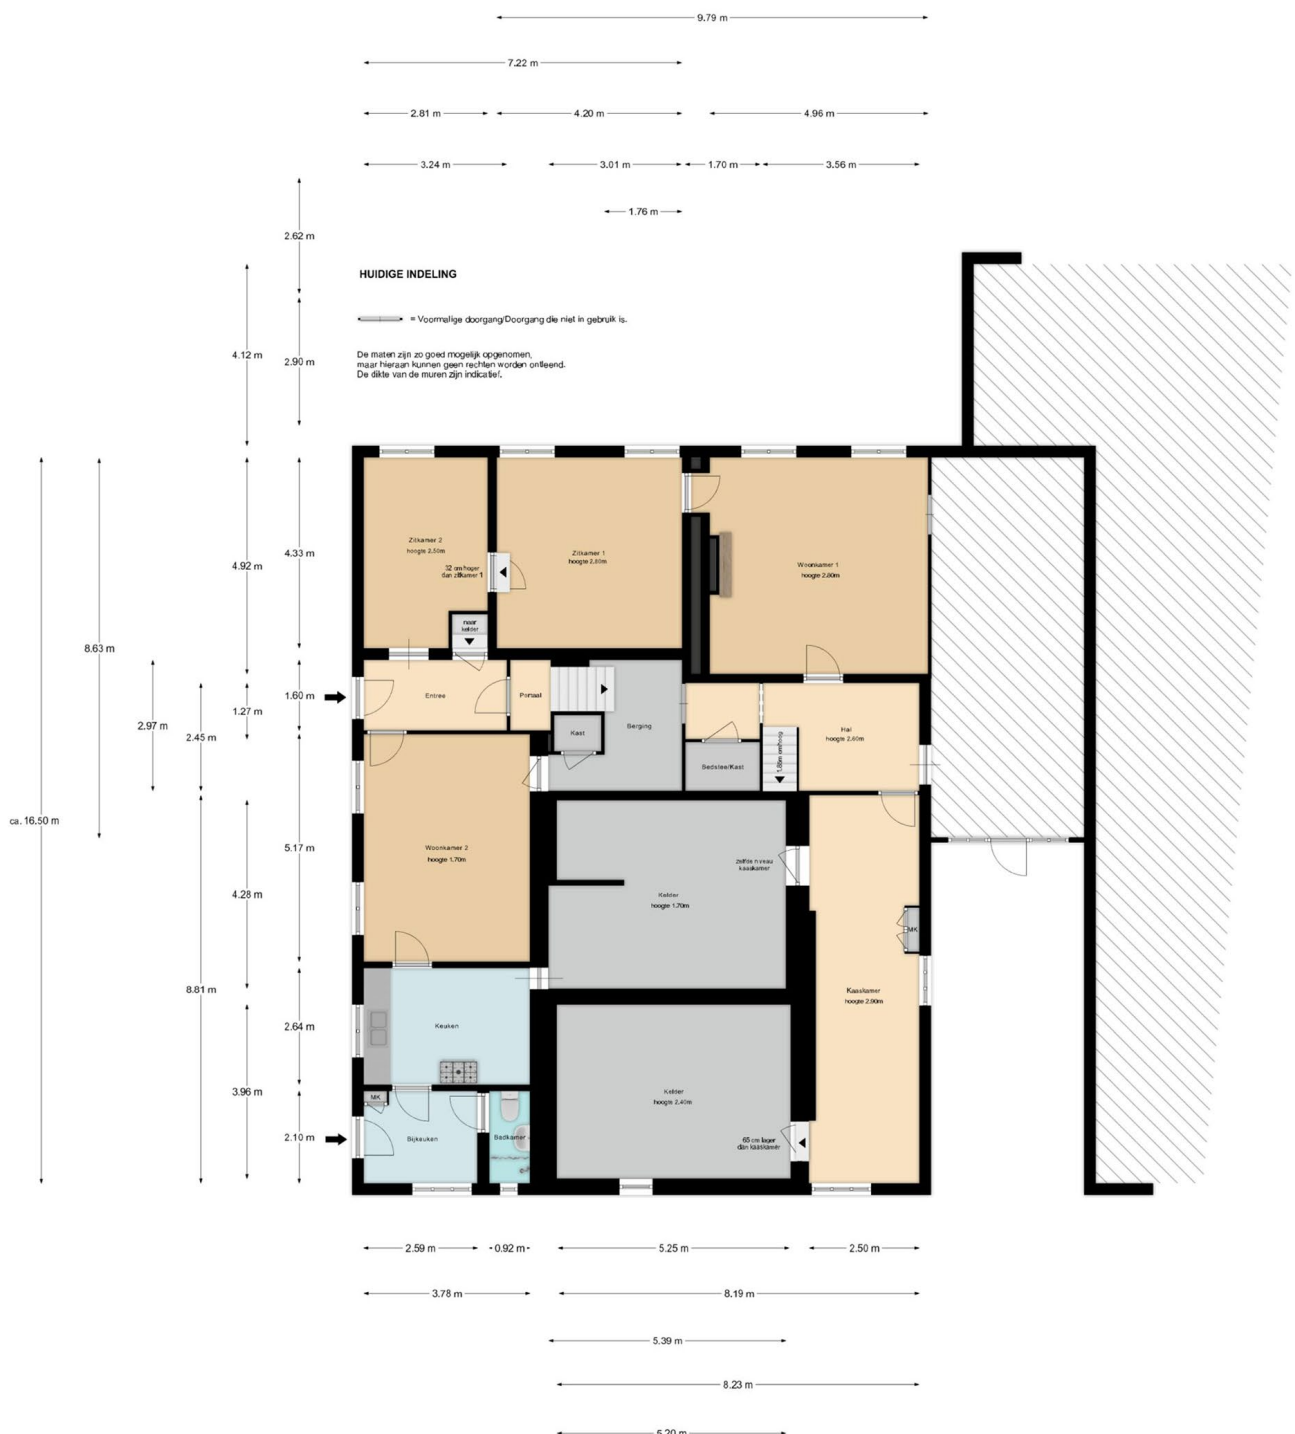 9.79 m
7.22 m
2.81 m
4.20 m
4.96 m
3.24 m
3.01 m
1.70 m
3.56 m
1.76 m
2.62 m
HUIDIGE INDELING
= Voormalige doorgang/Doorgang die niet in gebruik is.
4.12 m
2.90 m
De maten zijn zo goed mogelijk opgenomen,
maar hieraan kunnen geen rechten worden ontleend.
De dikte van de muren zijn indicatief.
Zitkamer 2
hoogte 2.50m
32 cm hoger
dan zitkamer 1
Zitkamer 1
hoogte 2.80m
Woonkamer 1
hoogte 2.80m
4.33 m
4.92 m
8.63 m
naar
kelder
Entree
Portaal
1.60 m
1.27 m
2.97 m
2.45 m
Berging
Kast
Hal
hoogte 2.60m
Bedstee/Kast
1.85m omhoog
ca. 16.50 m
Woonkamer 2
hoogte 1.70m
5.17 m
zelfde niveau
kaaskamer
Kelder
hoogte 1.70m
4.28 m
MK
8.81 m
Kaaskamer
hoogte 2.90m
Keuken
2.64 m
3.96 m
MK
Kelder
hoogte 2.40m
2.10 m
Bijkeuken
Badkamer
65 cm lager
dan kaaskamer
2.59 m
0.92 m
5.25 m
2.50 m
3.78 m
8.19 m
5.39 m
8.23 m
5.20 m